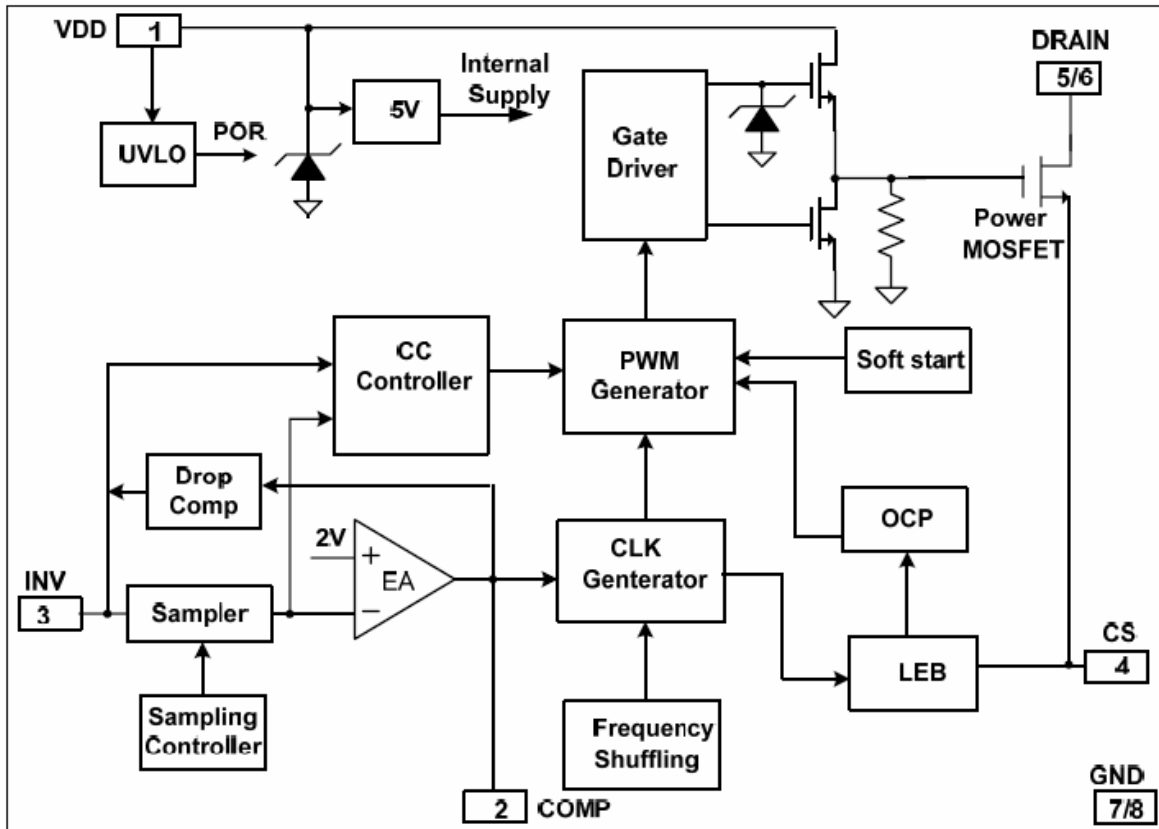 VDD
1
DRAIN
5/6
Internal
Supply
5V
UVLO
POR
Gate
Driver
Power
MOSFET
CC
Controller
PWM
Generator
Soft start
Drop
Comp
OCP
2V
+
EA
−
CLK
Genterator
INV
3
Sampler
LEB
CS
4
Sampling
Controller
Frequency
Shuffling
2
COMP
GND
7/8